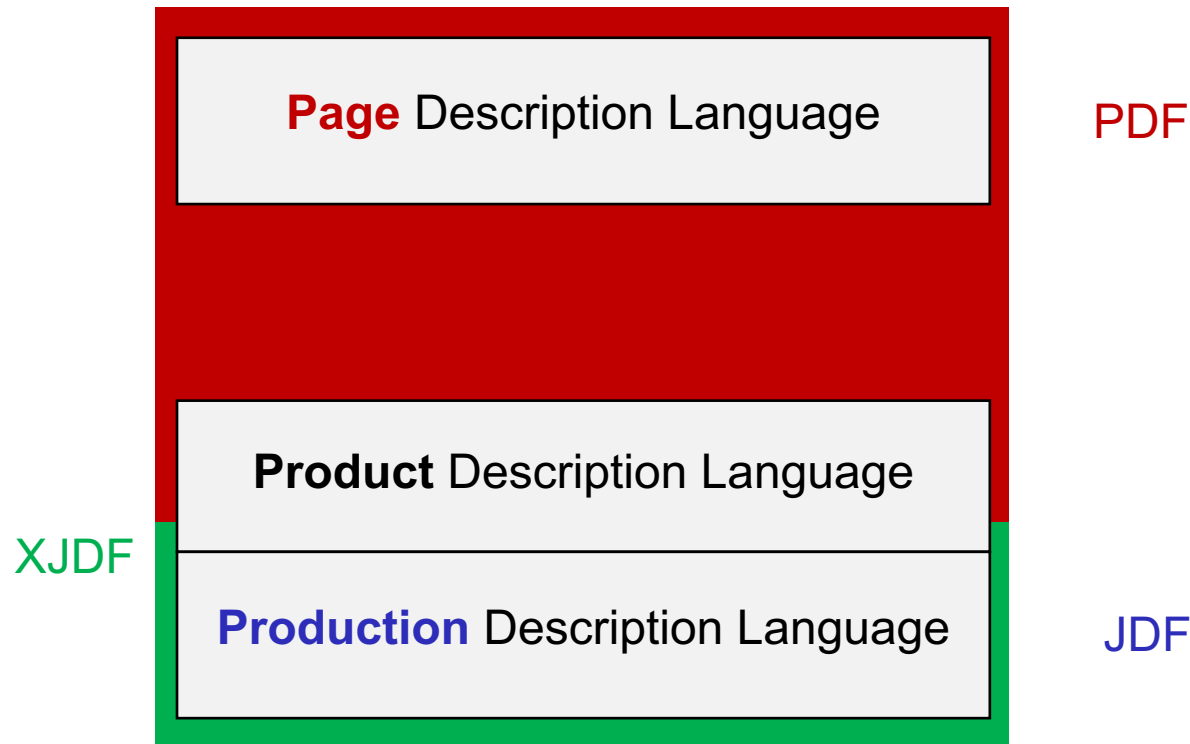 Page Description Language
PDF
Product Description Language
XJDF
Production Description Language
JDF